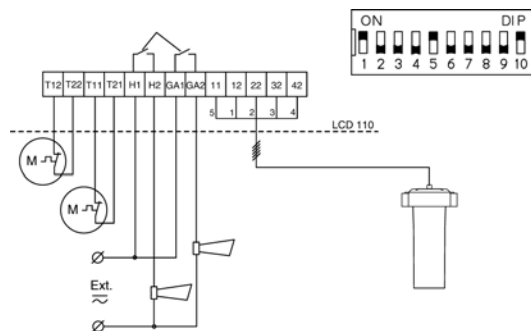 ON DIP
1 2 3 4 5 6 7 8 9 10
T12 T22 T11 T21 H1 H2 GA1 GA2 11 12 22 32 42
5 1 2 3 4
LCD 110
M
M
Ext.